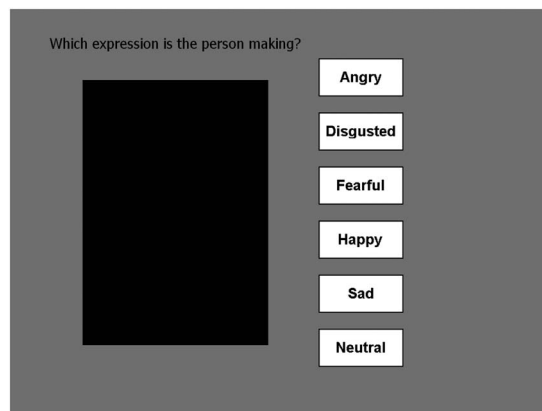 Which expression is the person making?
Angry
Disgusted
Fearful
Happy
Sad
Neutral